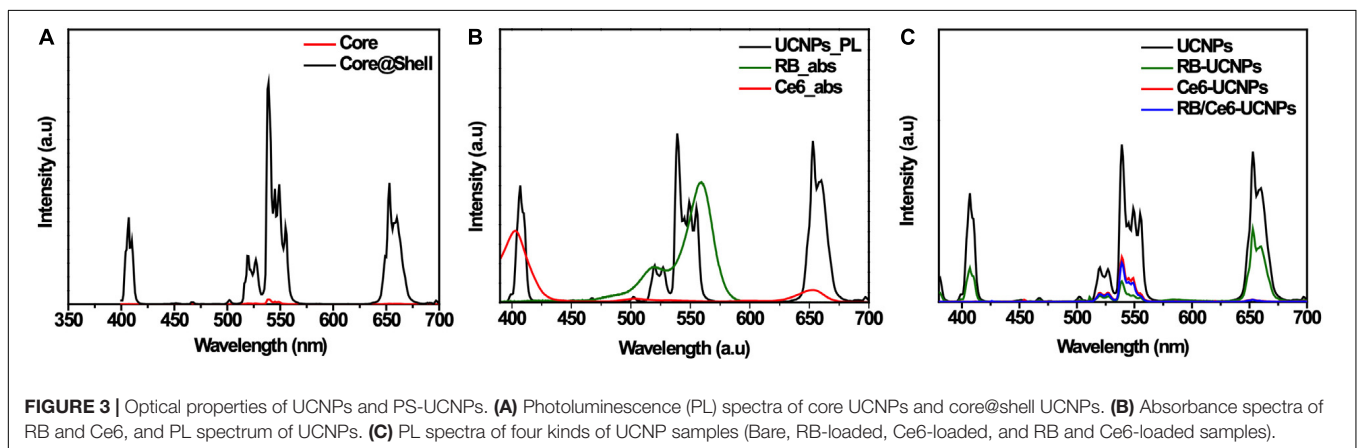 A
Core
Core@Shell
Intensity (a.u)
350 400 450 500 550 600 650 700
Wavelength (nm)
B
UCNPs_PL
RB_abs
Ce6_abs
Intensity (a.u)
400 450 500 550 600 650 700
Wavelength (a.u)
C
UCNPs
RB-UCNPs
Ce6-UCNPs
RB/Ce6-UCNPs
Intensity (a.u)
400 450 500 550 600 650 700
Wavelength (nm)
FIGURE 3 | Optical properties of UCNPs and PS-UCNPs. (A) Photoluminescence (PL) spectra of core UCNPs and core@shell UCNPs. (B) Absorbance spectra of
RB and Ce6, and PL spectrum of UCNPs. (C) PL spectra of four kinds of UCNP samples (Bare, RB-loaded, Ce6-loaded, and RB and Ce6-loaded samples).